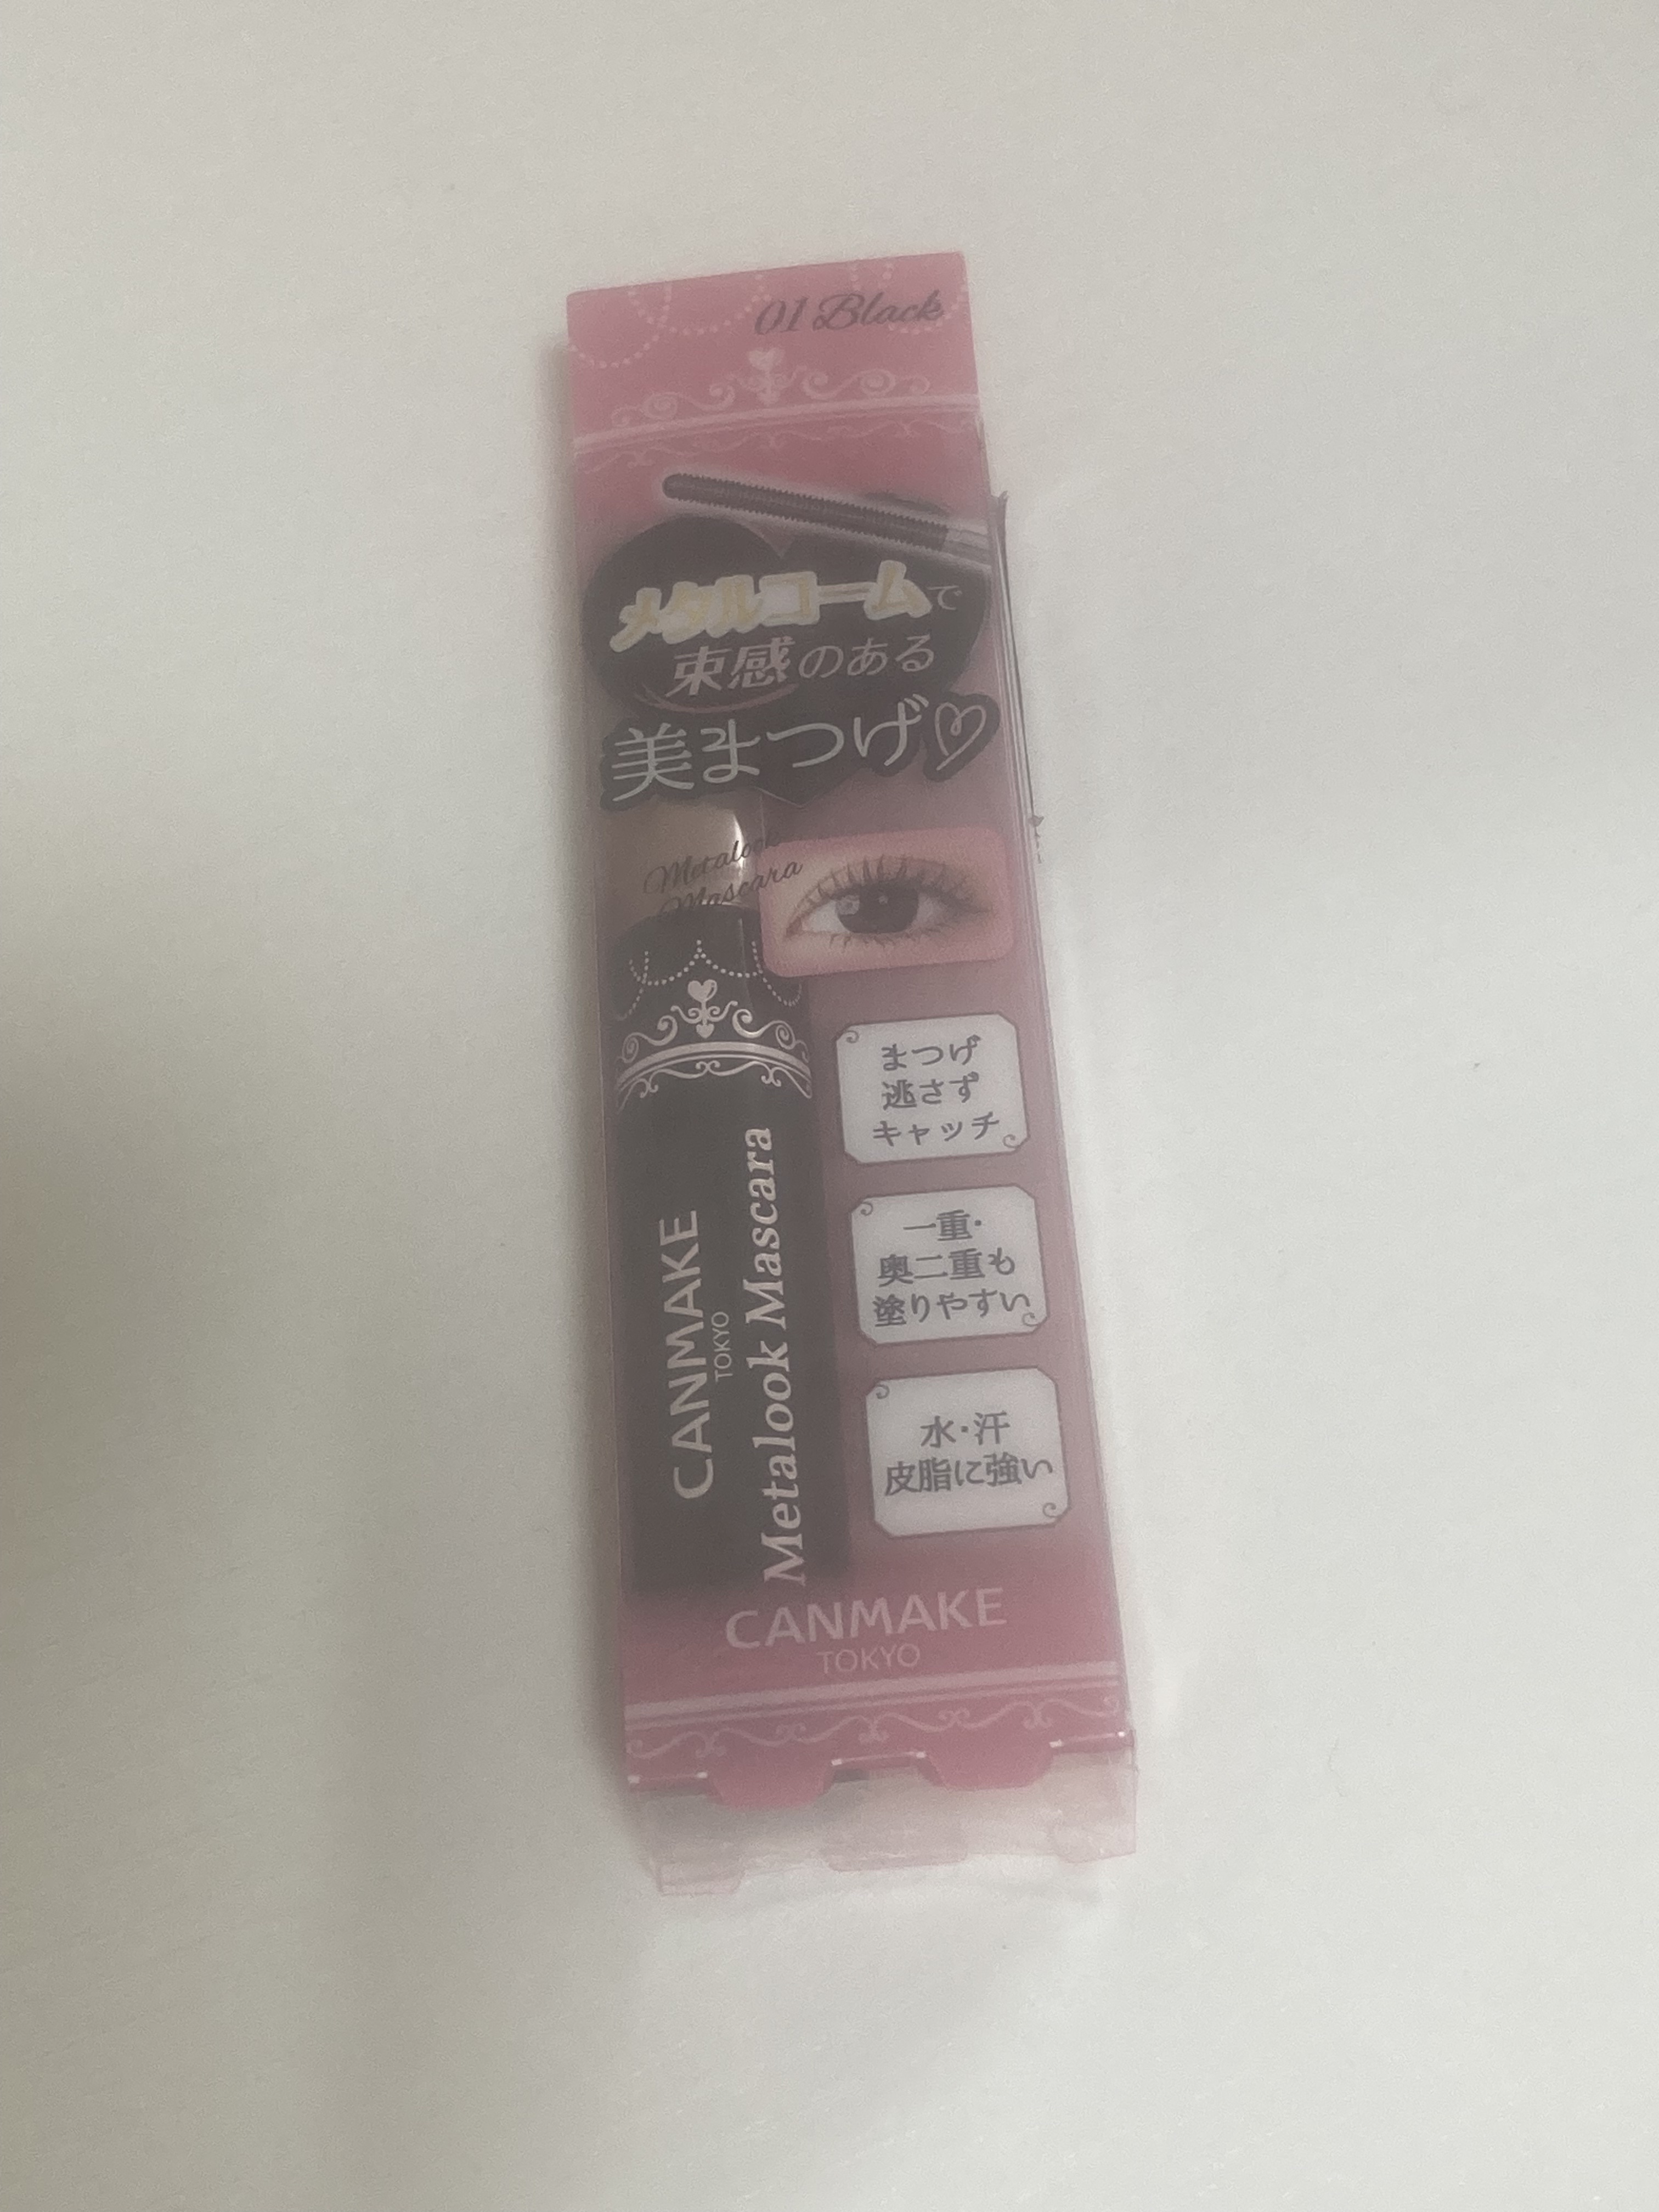 01 Black
メタルコームで
束感のある
美まつげ♡
Metalook
Mascara
まつげ
逃さず
キャッチ
一重・
奥二重も
塗りやすい
水・汗
皮脂に強い
CANMAKE
TOKYO
Metalook Mascara
CANMAKE
TOKYO